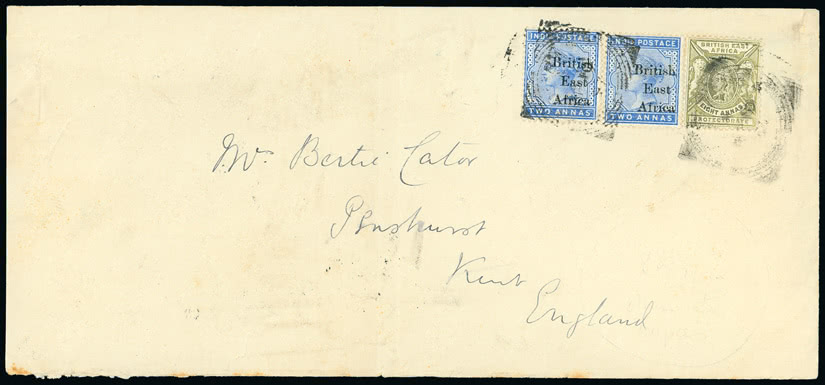 INDIA POSTAGE
British
East
Africa
TWO ANNAS
INDIA POSTAGE
British
East
Africa
TWO ANNAS
BRITISH EAST
AFRICA
EIGHT ANNAS
PROTECTORATE
Mr. Bertie Cator
Penshurst
Kent
England